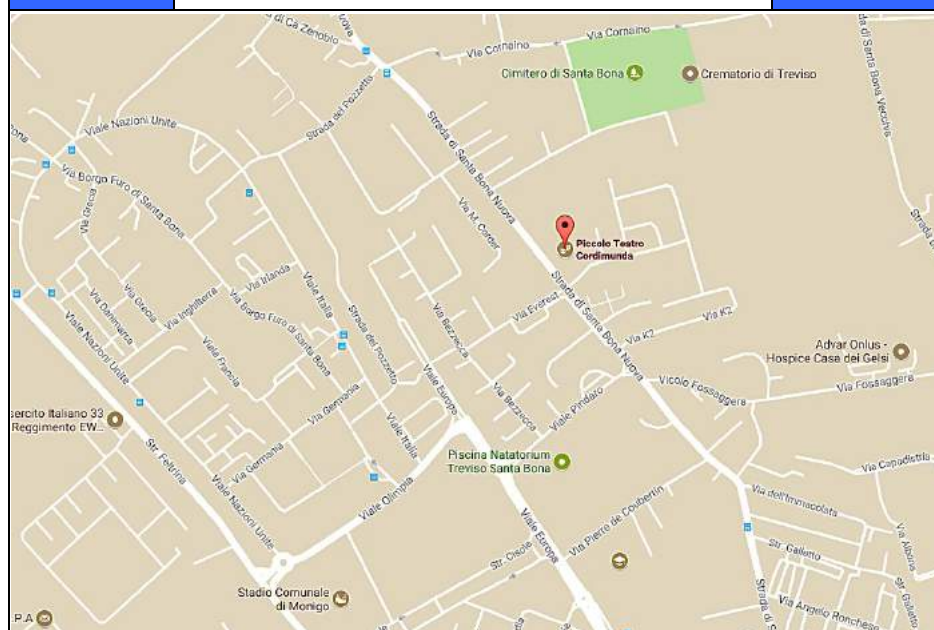 Via Cornaino
di Cà Zenobio
Via Cornaino
Cimitero di Santa Bona
Crematorio di Treviso
Strada di Santa Bona Vecchia
Strada del Pozzetto
Viale Nazioni Unite
Strada di Santa Bona Nuova
Via Borgo Furo di Santa Bona
Via Grecia
Via M. Corder
Piccolo Teatro
Cordimunda
Via Irlanda
Via Inghilterra
Via Grecia
Via Danimarca
Viale Italia
Strada del Pozzetto
Via Bezzecca
Via Everest
Strada di Santa Bona Nuova
Via K2
Via K2
Via Borgo Furo di Santa Bona
Viale Nazioni Unite
Viale Francia
Advar Onlus -
Hospice Casa dei Gelsi
Viale Europa
Via Bezzecca
Viale Pindaro
Vicolo Fossaggera
Via Fossaggera
Via Germania
Viale Italia
sercito Italiano 33
Reggimento EW...
Str. Feltrina
Via Germania
Piscina Natatorium
Treviso Santa Bona
Via Capodistria
Viale Nazioni Unite
Viale Olimpia
Via dell'Immacolata
Viale Europa
Via Pierre de Coubertin
Str. Cisole
Str. Galletto
Via Albona
Str. Galletto
Stadio Comunale
di Monigo
P.A
Strada di S
Via Angelo Ronchese